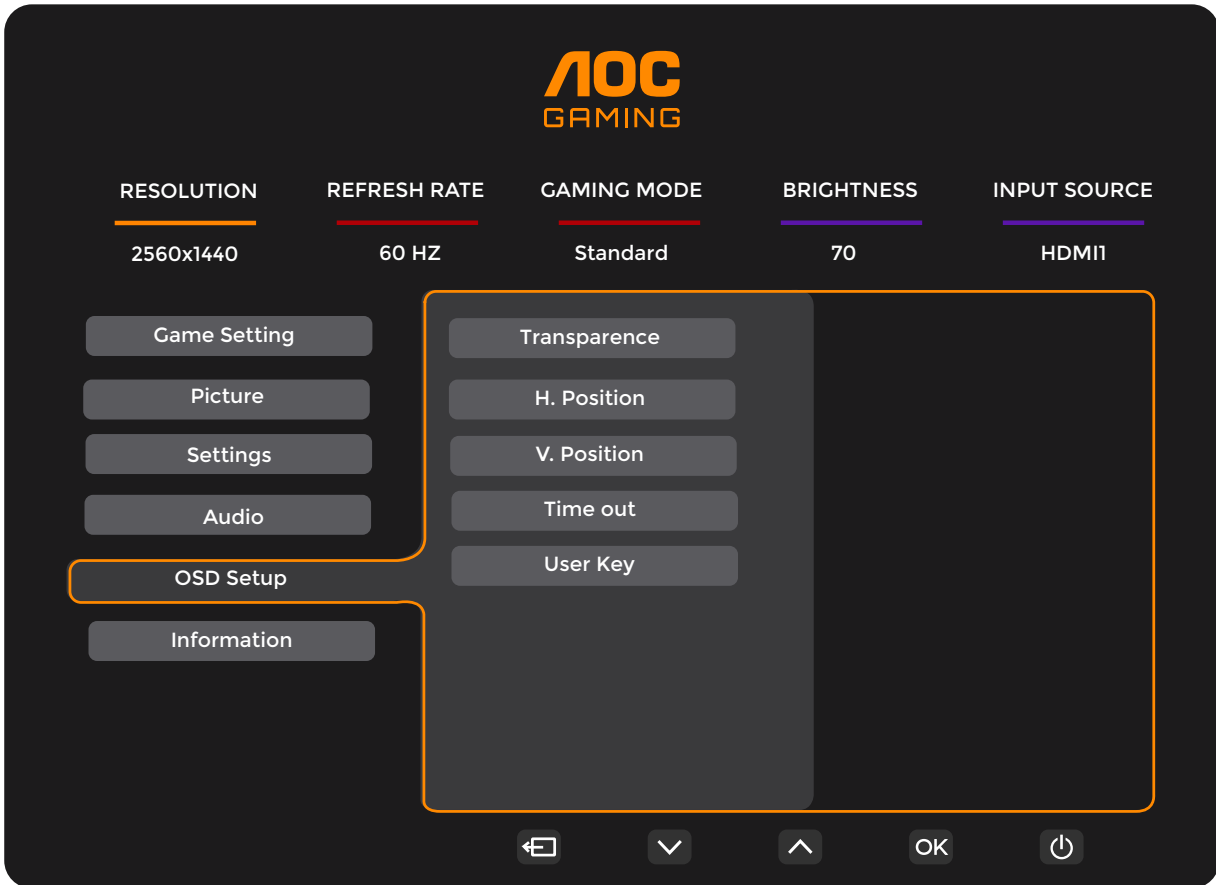 AOC
GAMING
RESOLUTION REFRESH RATE GAMING MODE BRIGHTNESS INPUT SOURCE
2560x1440 60 HZ Standard 70 HDMI1
Game Setting
Picture
Settings
Audio
OSD Setup
Information
Transparence
H. Position
V. Position
Time out
User Key
OK